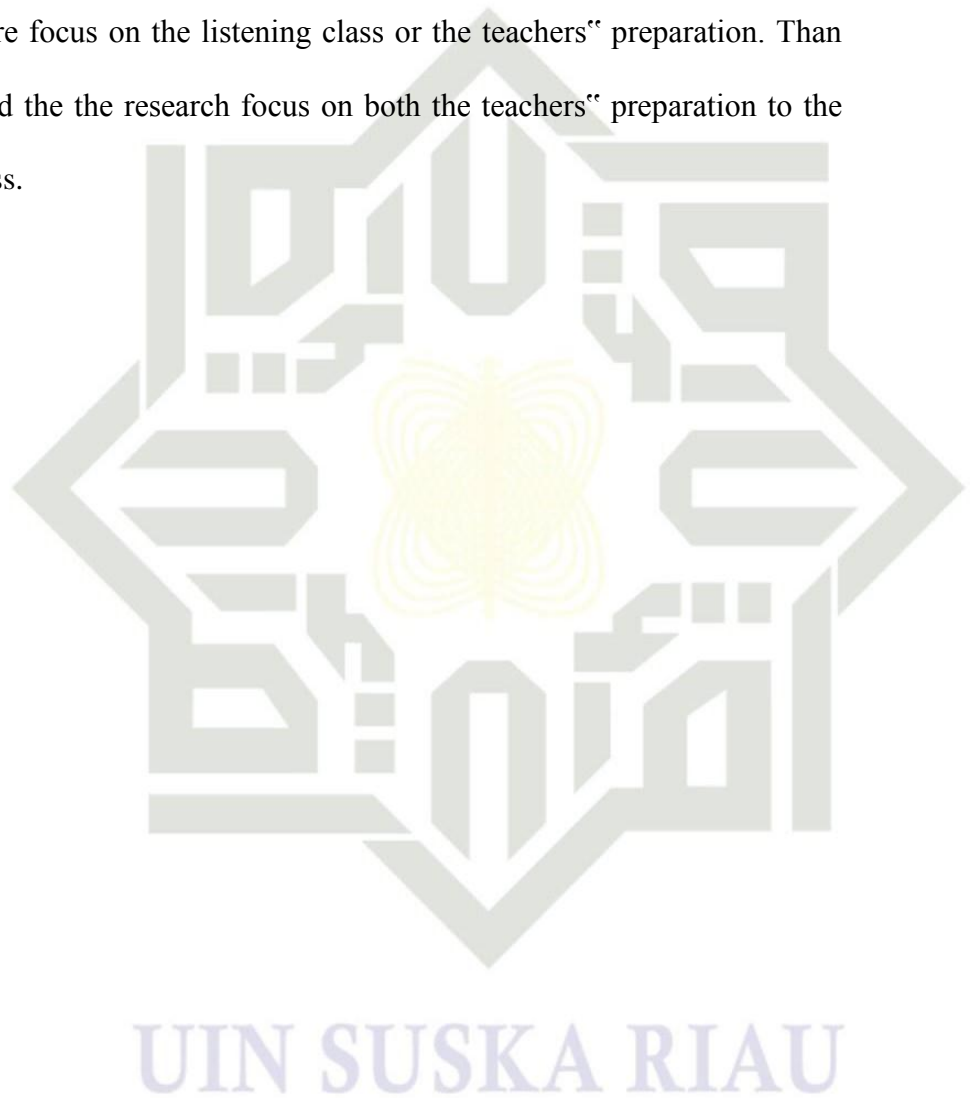 re focus on the listening class or the teachers‟ preparation. Than
d the the research focus on both the teachers‟ preparation to the
ss.
UIN SUSKA RIAU